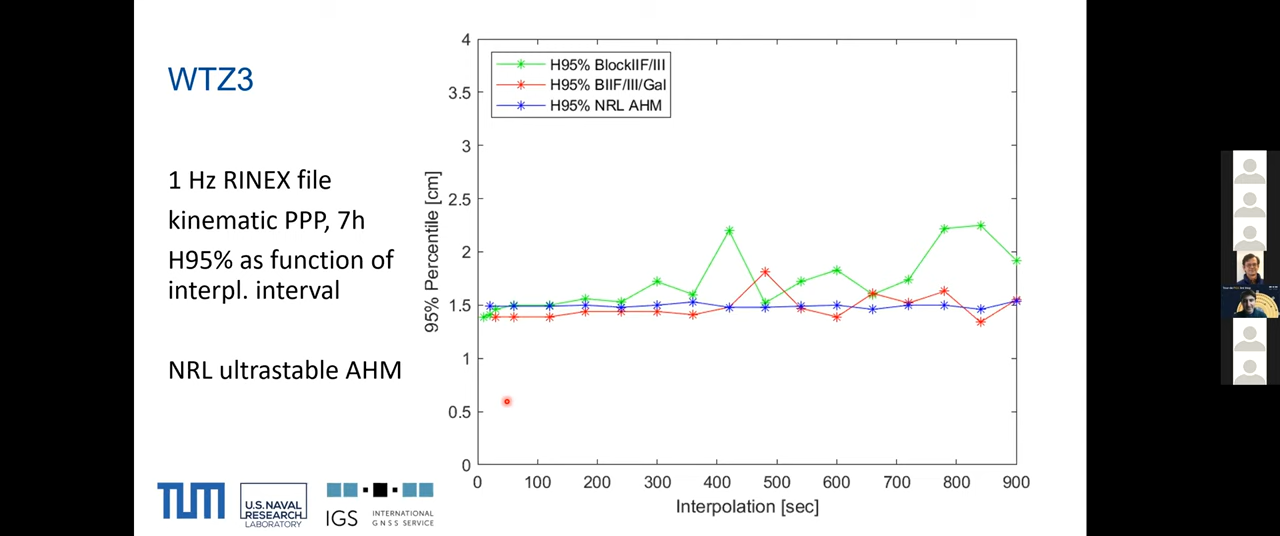 WTZ3
1 Hz RINEX file
kinematic PPP, 7h
H95% as function of
interpl. interval
NRL ultrastable AHM
4
3.5
3
2.5
2
1.5
1
0.5
0
95% Percentile [cm]
H95% BlockIIF/III
H95% BIIF/III/Gal
H95% NRL AHM
0 100 200 300 400 500 600 700 800 900
Interpolation [sec]
TUM
U.S. NAVAL
RESEARCH
LABORATORY
IGS
INTERNATIONAL
GNSS SERVICE